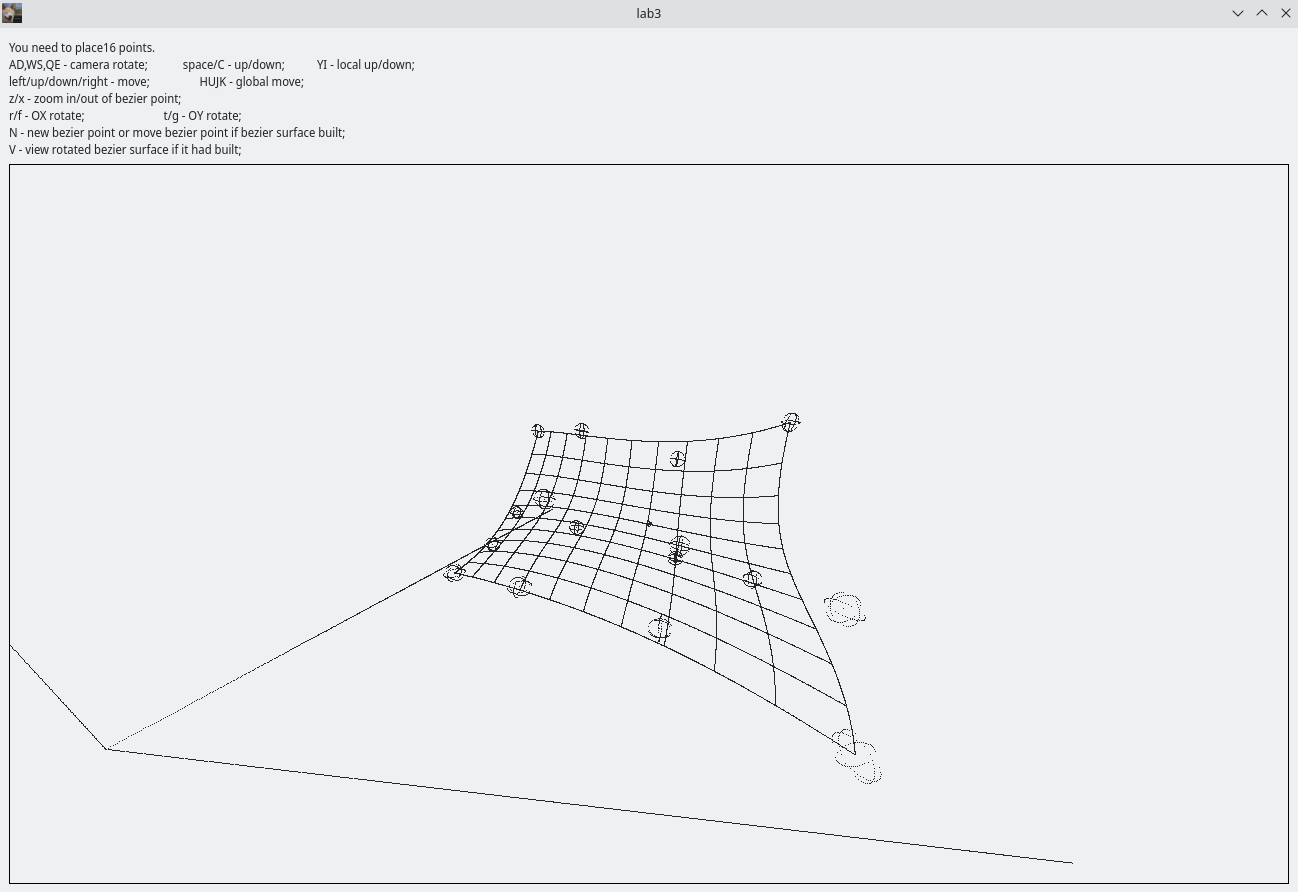 lab3
You need to place16 points.
AD,WS,QE - camera rotate; space/C - up/down; YI - local up/down;
left/up/down/right - move; HUJK - global move;
z/x - zoom in/out of bezier point;
r/f - OX rotate; t/g - OY rotate;
N - new bezier point or move bezier point if bezier surface built;
V - view rotated bezier surface if it had built;